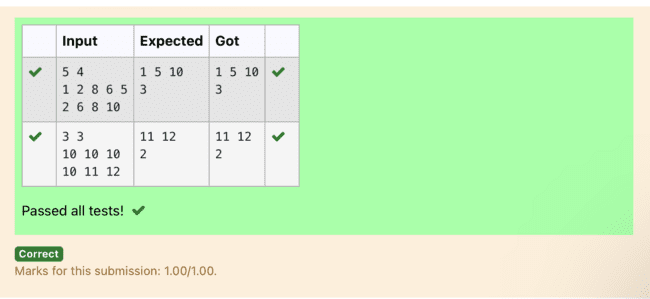 Input Expected Got
5 4 1 5 10 1 5 10
1 2 8 6 5 3 3
2 6 8 10
3 3 11 12 11 12
10 10 10 2 2
10 11 12
Passed all tests!
Correct
Marks for this submission: 1.00/1.00.